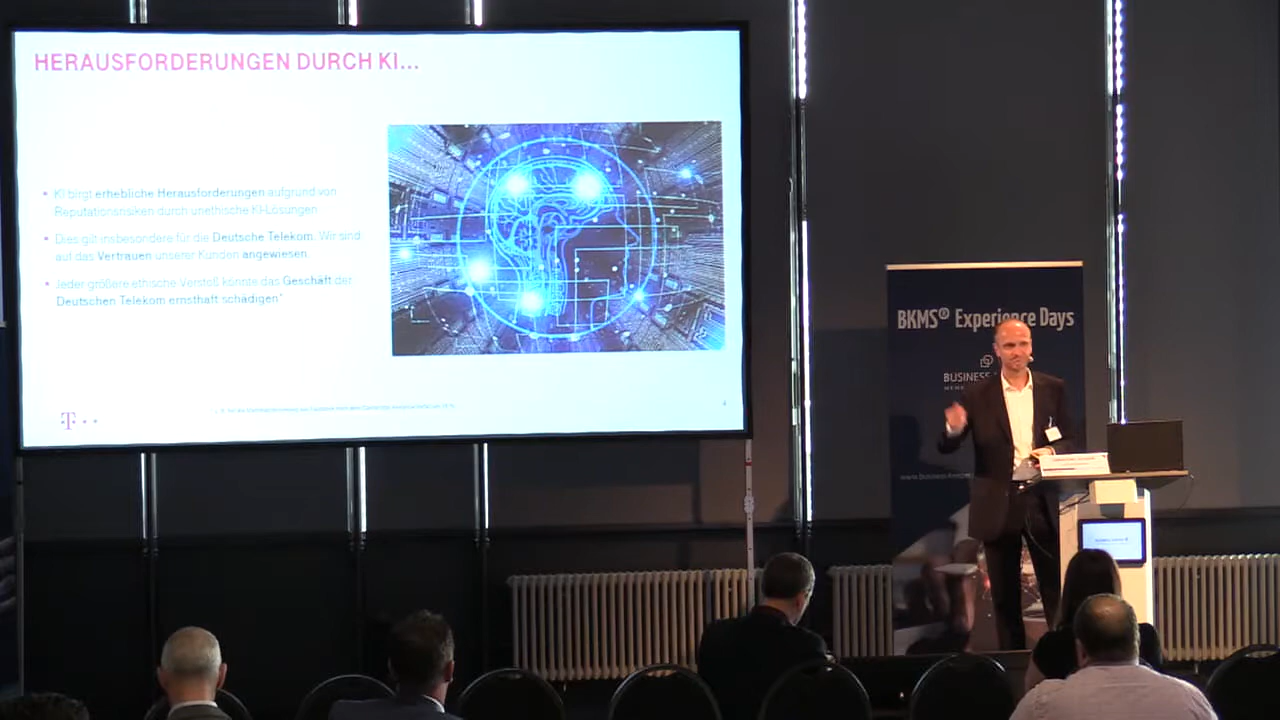 HERAUSFORDERUNGEN DURCH KI...
KI birgt erhebliche Herausforderungen aufgrund von
Reputationsrisiken durch unethische KI-Lösungen
Dies gilt insbesondere für die Deutsche Telekom. Wir sind
auf das Vertrauen unserer Kunden angewiesen
Jeder größere ethische Verstoß könnte das Geschäft der
Deutschen Telekom ernsthaft schädigen*
T
4
BKMS® Experience Days
BUSINESS